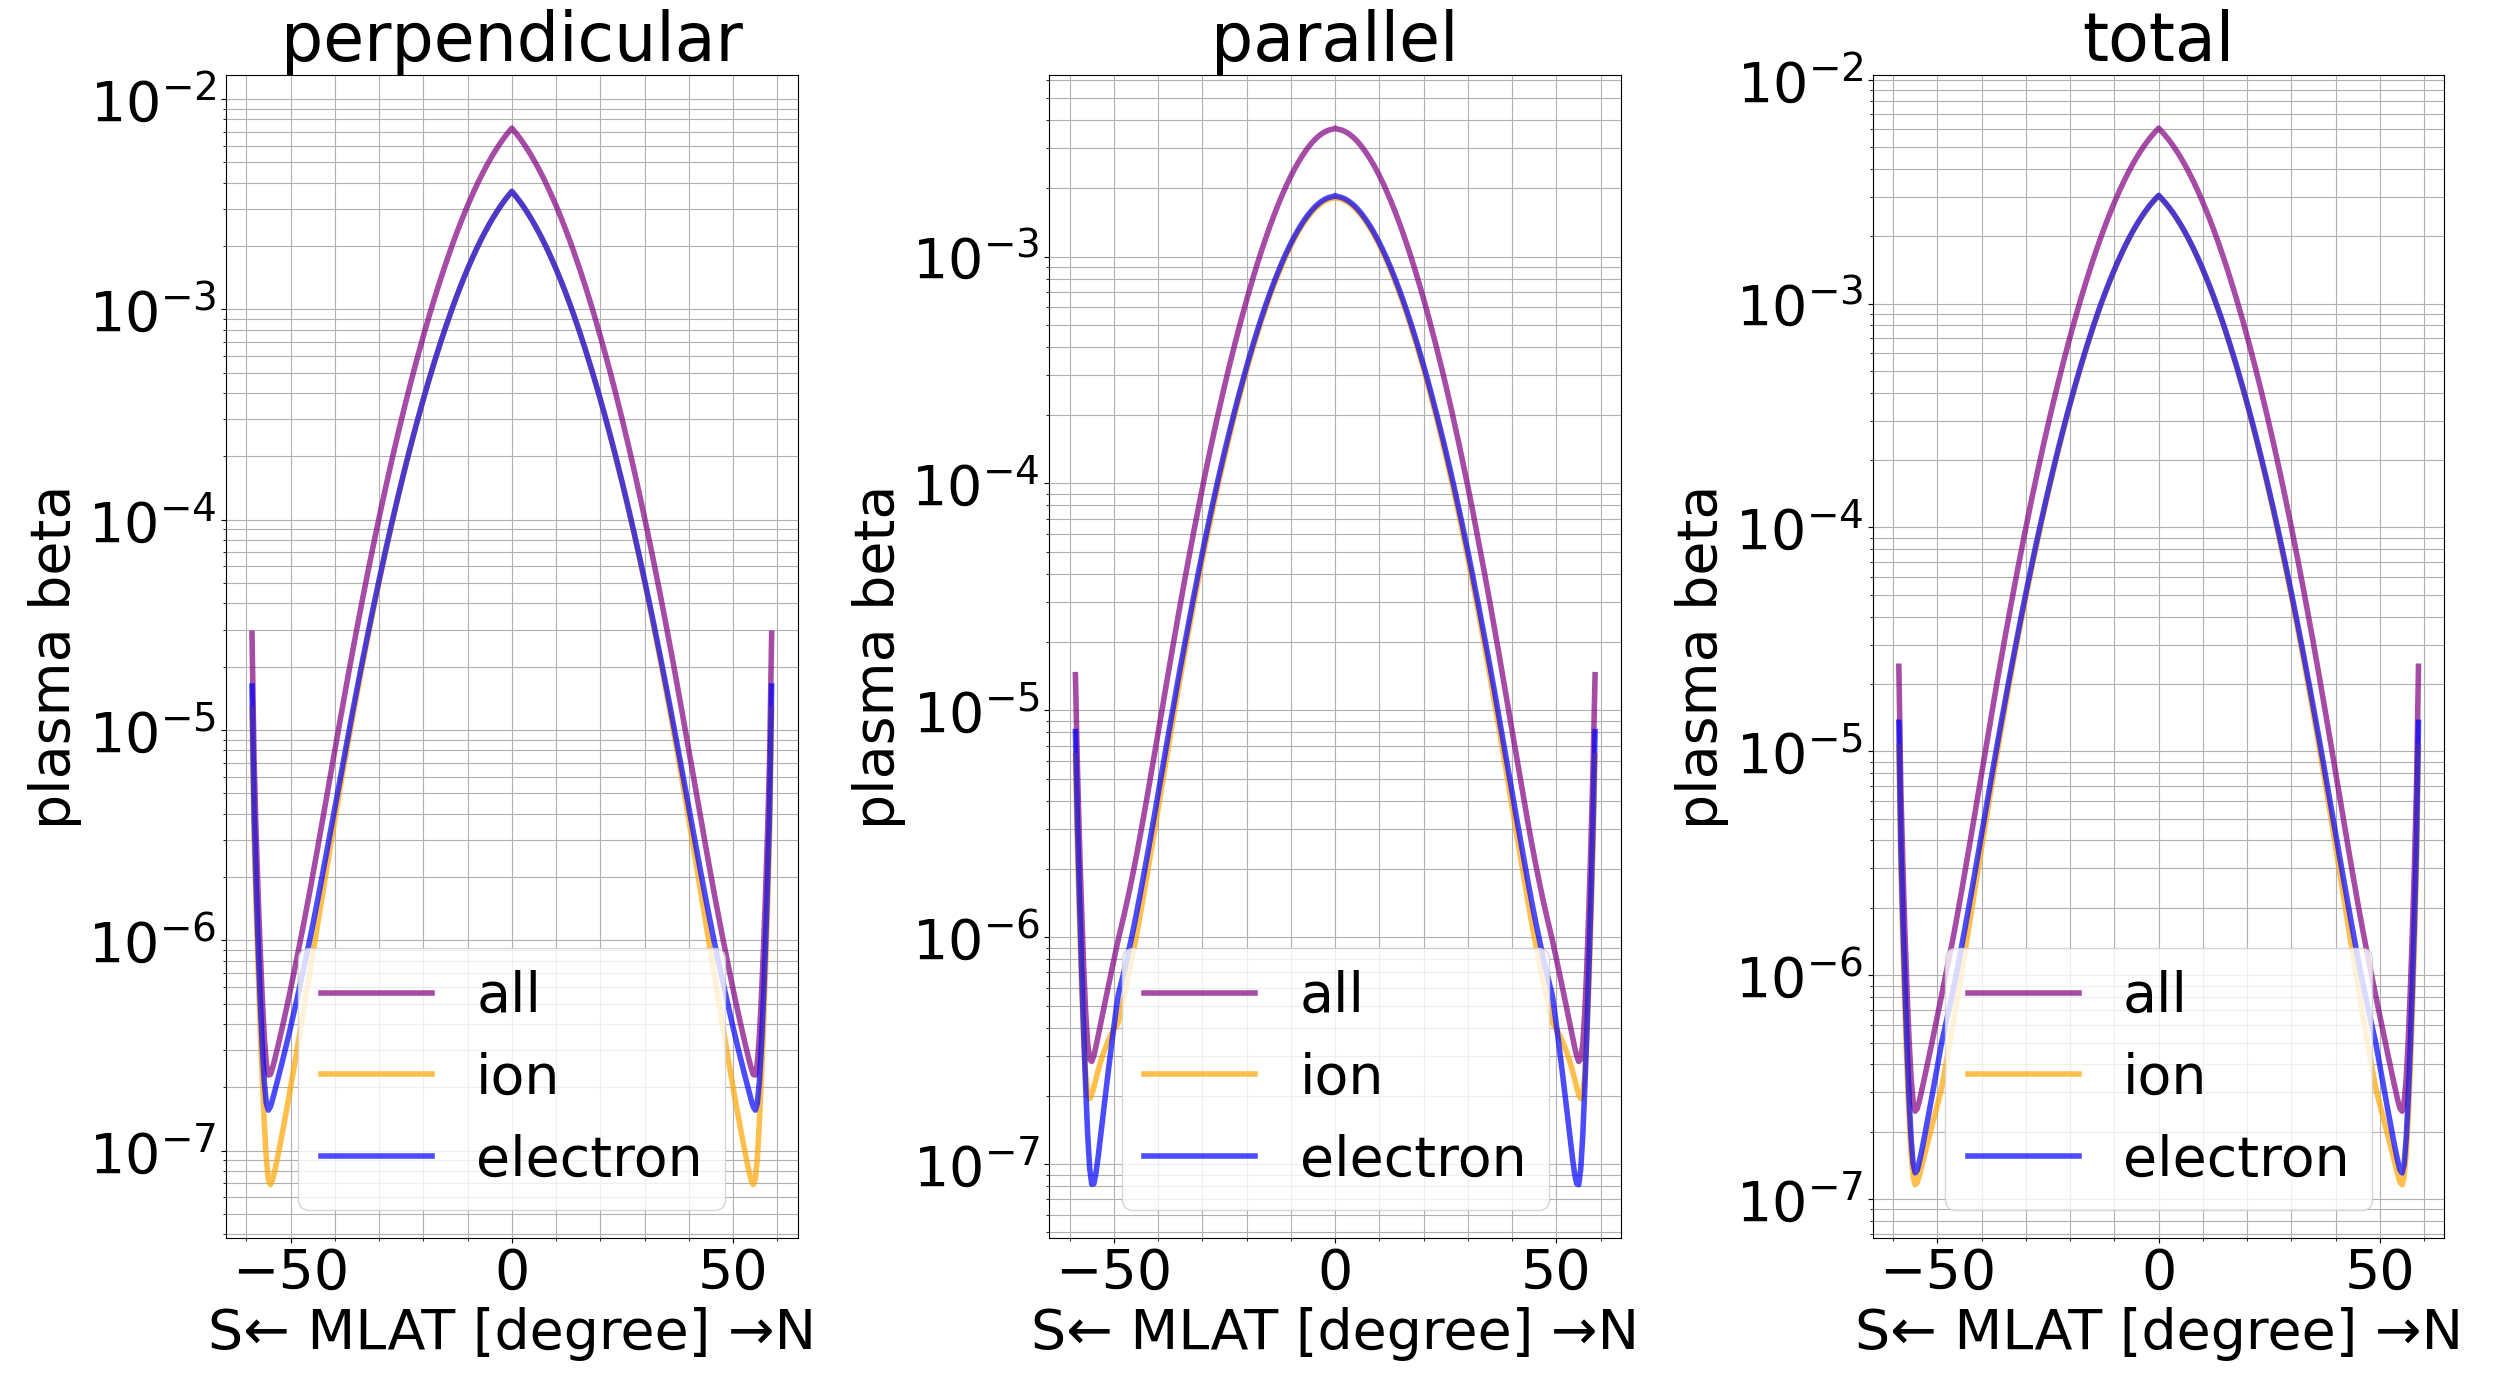 perpendicular
plasma beta
10⁻²
10⁻³
10⁻⁴
10⁻⁵
10⁻⁶
10⁻⁷
all
ion
electron
−50 0 50
S← MLAT [degree] →N
parallel
plasma beta
10⁻³
10⁻⁴
10⁻⁵
10⁻⁶
10⁻⁷
all
ion
electron
−50 0 50
S← MLAT [degree] →N
total
plasma beta
10⁻²
10⁻³
10⁻⁴
10⁻⁵
10⁻⁶
10⁻⁷
all
ion
electron
−50 0 50
S← MLAT [degree] →N